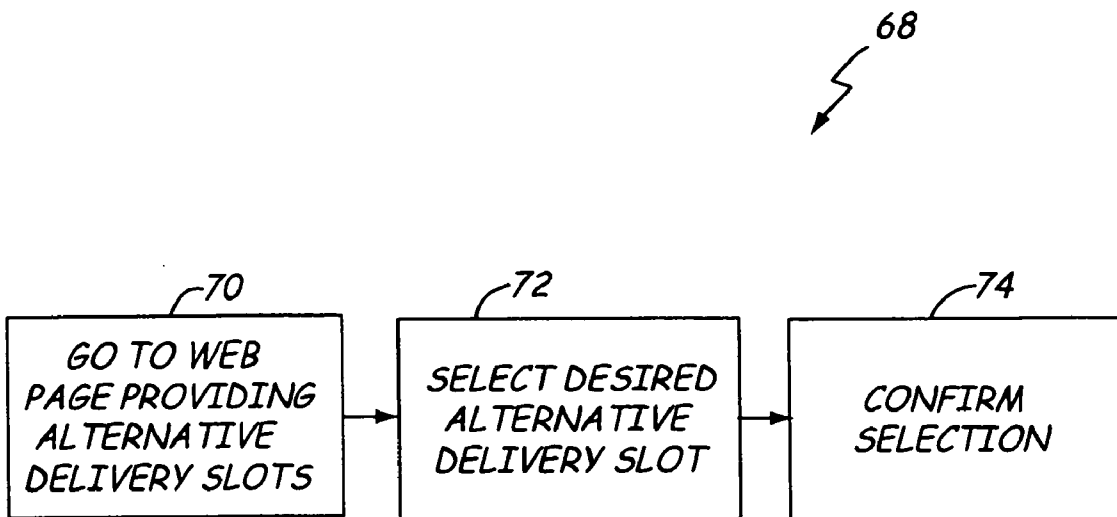 68
70
GO TO WEB
PAGE PROVIDING
ALTERNATIVE
DELIVERY SLOTS
72
SELECT DESIRED
ALTERNATIVE
DELIVERY SLOT
74
CONFIRM
SELECTION